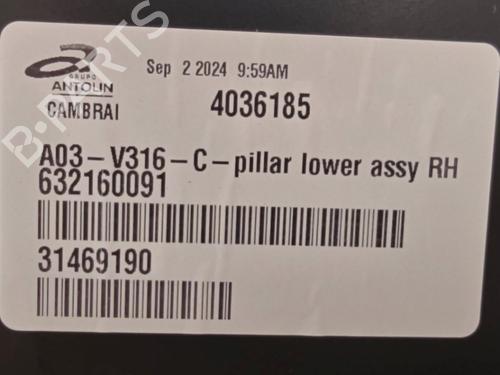 GRUPO
ANTOLIN
CAMBRAI
Sep 2 2024 9:59AM
4036185
A03-V316-C-pillar lower assy RH
632160091
31469190
B-PARTS